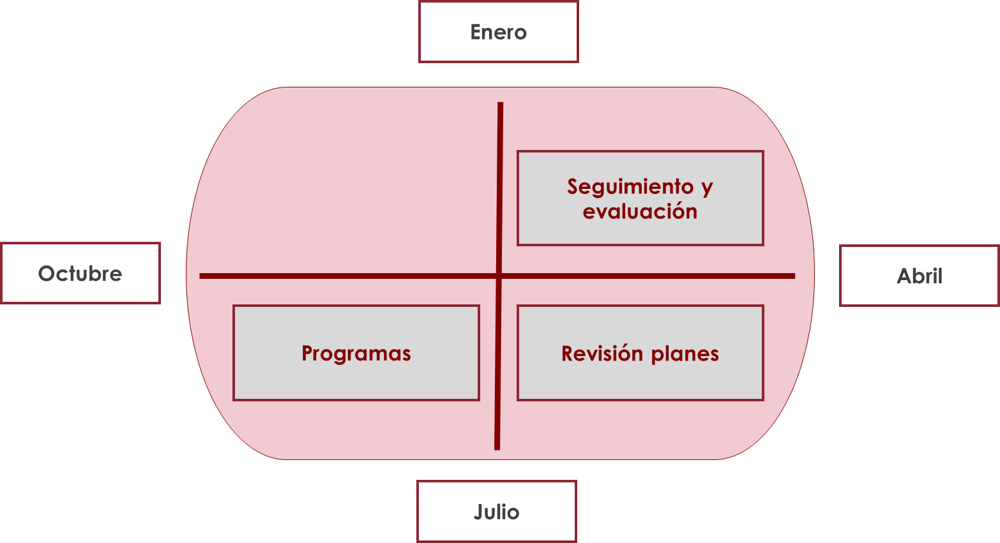 Enero
Seguimiento y
evaluación
Octubre
Abril
Programas
Revisión planes
Julio